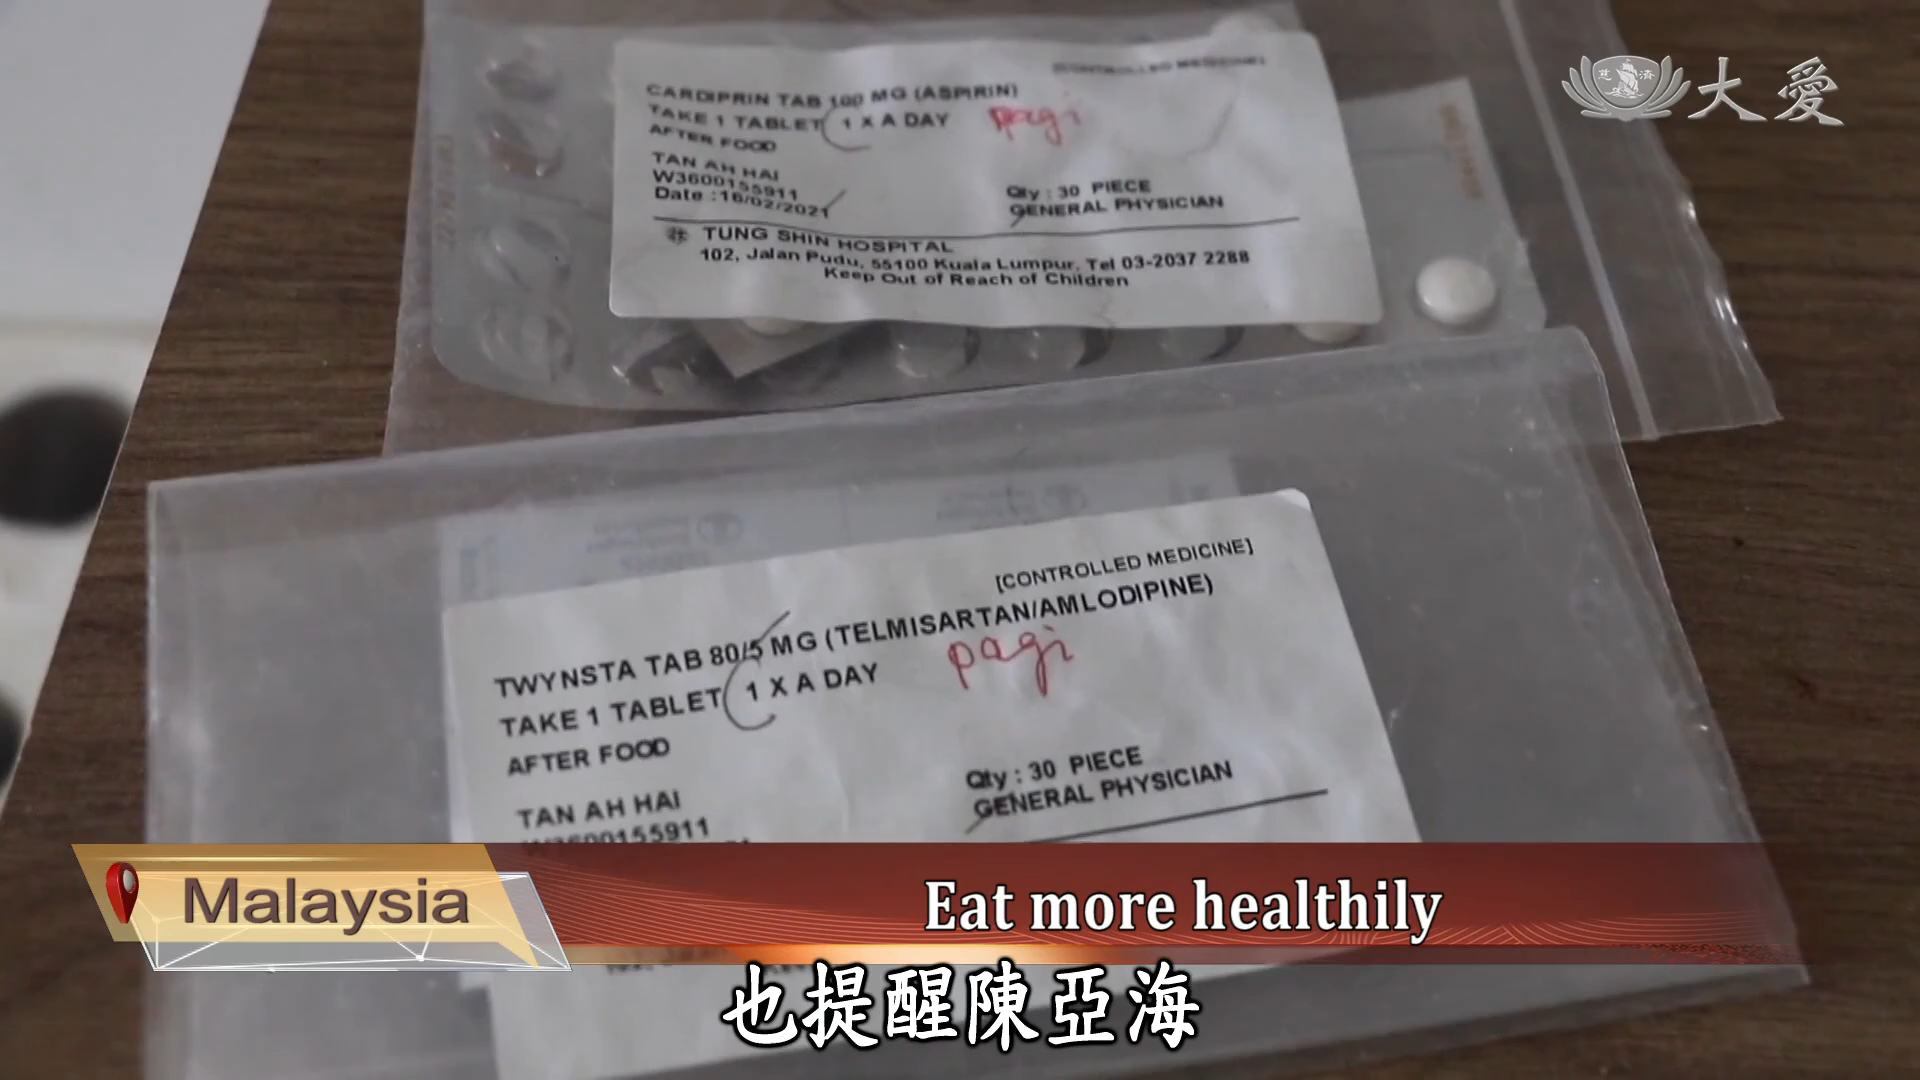 大愛
慈濟
[CONTROLLED MEDICINE]
CARDIPRIN TAB 100 MG (ASPIRIN)
TAKE 1 TABLET 1 X A DAY pagi
AFTER FOOD
TAN AH HAI
W3600155911
Date :16/02/2021
Qty : 30 PIECE
GENERAL PHYSICIAN
TUNG SHIN HOSPITAL
102, Jalan Pudu, 55100 Kuala Lumpur, Tel 03-2037 2288
Keep Out of Reach of Children
[CONTROLLED MEDICINE]
TWYNSTA TAB 80/5 MG (TELMISARTAN/AMLODIPINE)
TAKE 1 TABLET 1 X A DAY pagi
AFTER FOOD
TAN AH HAI
W3600155911
Qty : 30 PIECE
GENERAL PHYSICIAN
Malaysia
Eat more healthily
也提醒陳亞海